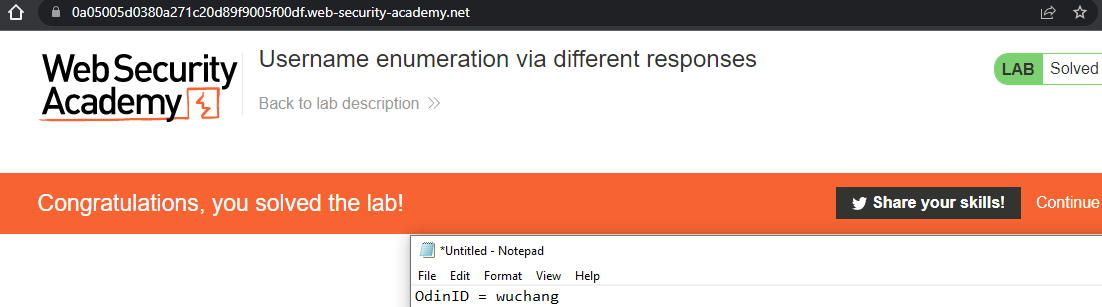 0a05005d0380a271c20d89f9005f00df.web-security-academy.net
Web Security
Academy
Username enumeration via different responses
Back to lab description
LAB Solved
Congratulations, you solved the lab!
Share your skills!
Continue
*Untitled - Notepad
File Edit Format View Help
OdinID = wuchang